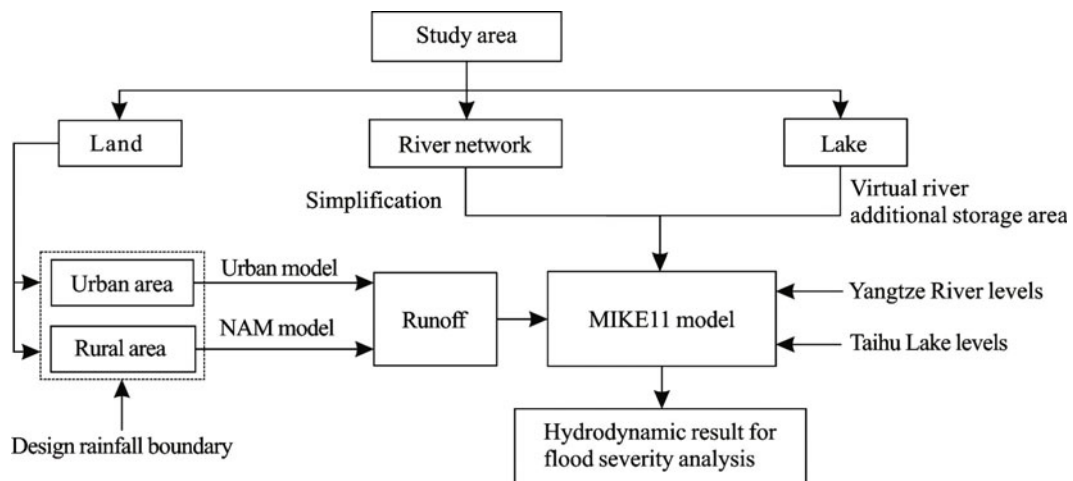 Study area
Land
River network
Lake
Simplification
Virtual river
additional storage area
Urban area
Urban model
Rural area
NAM model
Runoff
MIKE11 model
Yangtze River levels
Taihu Lake levels
Design rainfall boundary
Hydrodynamic result for
flood severity analysis